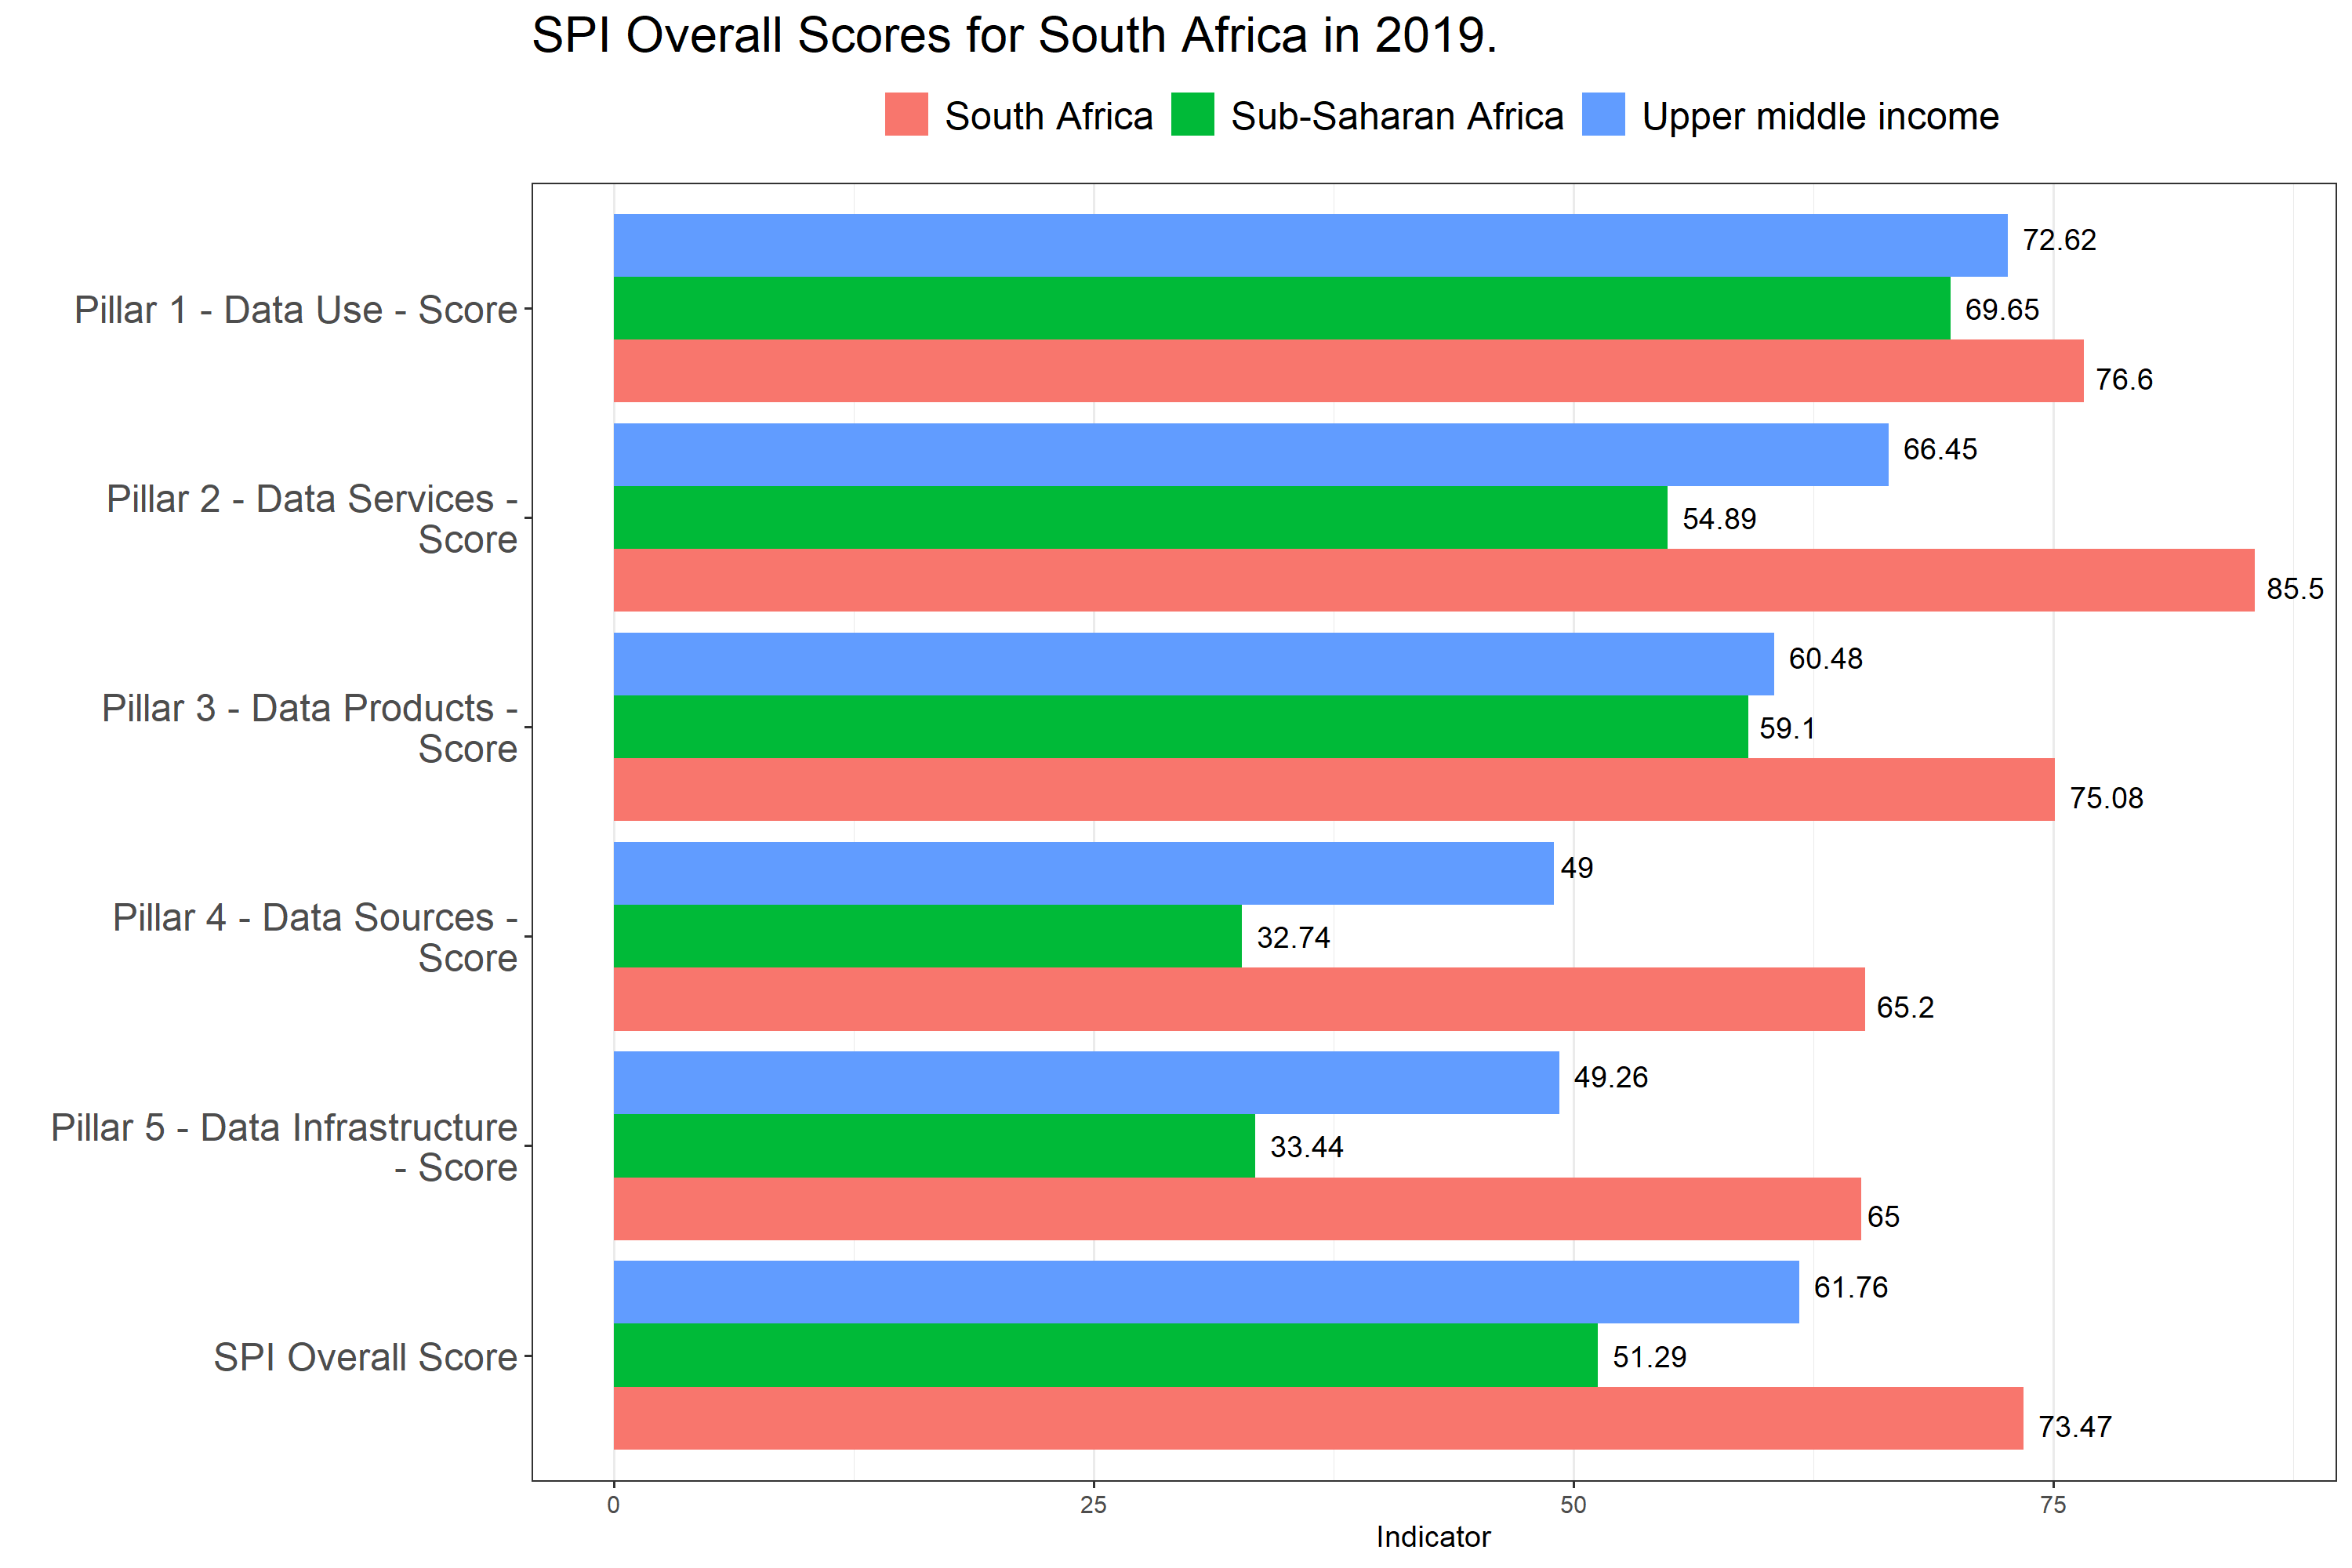 SPI Overall Scores for South Africa in 2019.
South Africa Sub-Saharan Africa Upper middle income
72.62
Pillar 1 - Data Use - Score
69.65
76.6
66.45
Pillar 2 - Data Services -
Score
54.89
85.5
60.48
Pillar 3 - Data Products -
Score
59.1
75.08
49
Pillar 4 - Data Sources -
Score
32.74
65.2
49.26
Pillar 5 - Data Infrastructure
- Score
33.44
65
61.76
SPI Overall Score
51.29
73.47
0 25 50 75
Indicator